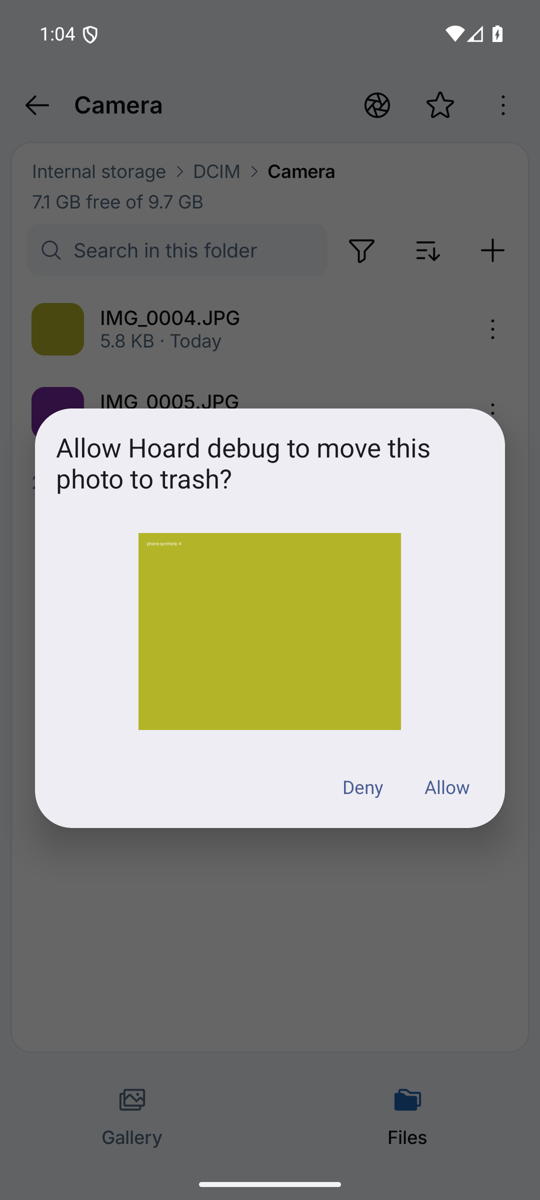 1:04
Camera
Internal storage > DCIM > Camera
7.1 GB free of 9.7 GB
Search in this folder
IMG_0004.JPG
5.8 KB · Today
IMG_0005.JPG
Allow Hoard debug to move this
photo to trash?
Deny
Allow
Gallery
Files